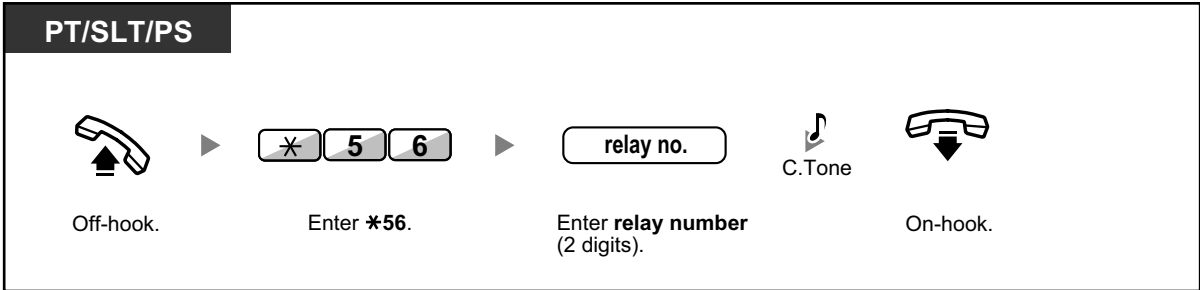 PT/SLT/PS
✳ 5 6
relay no.
C.Tone
Off-hook.
Enter ✳56.
Enter relay number
(2 digits).
On-hook.